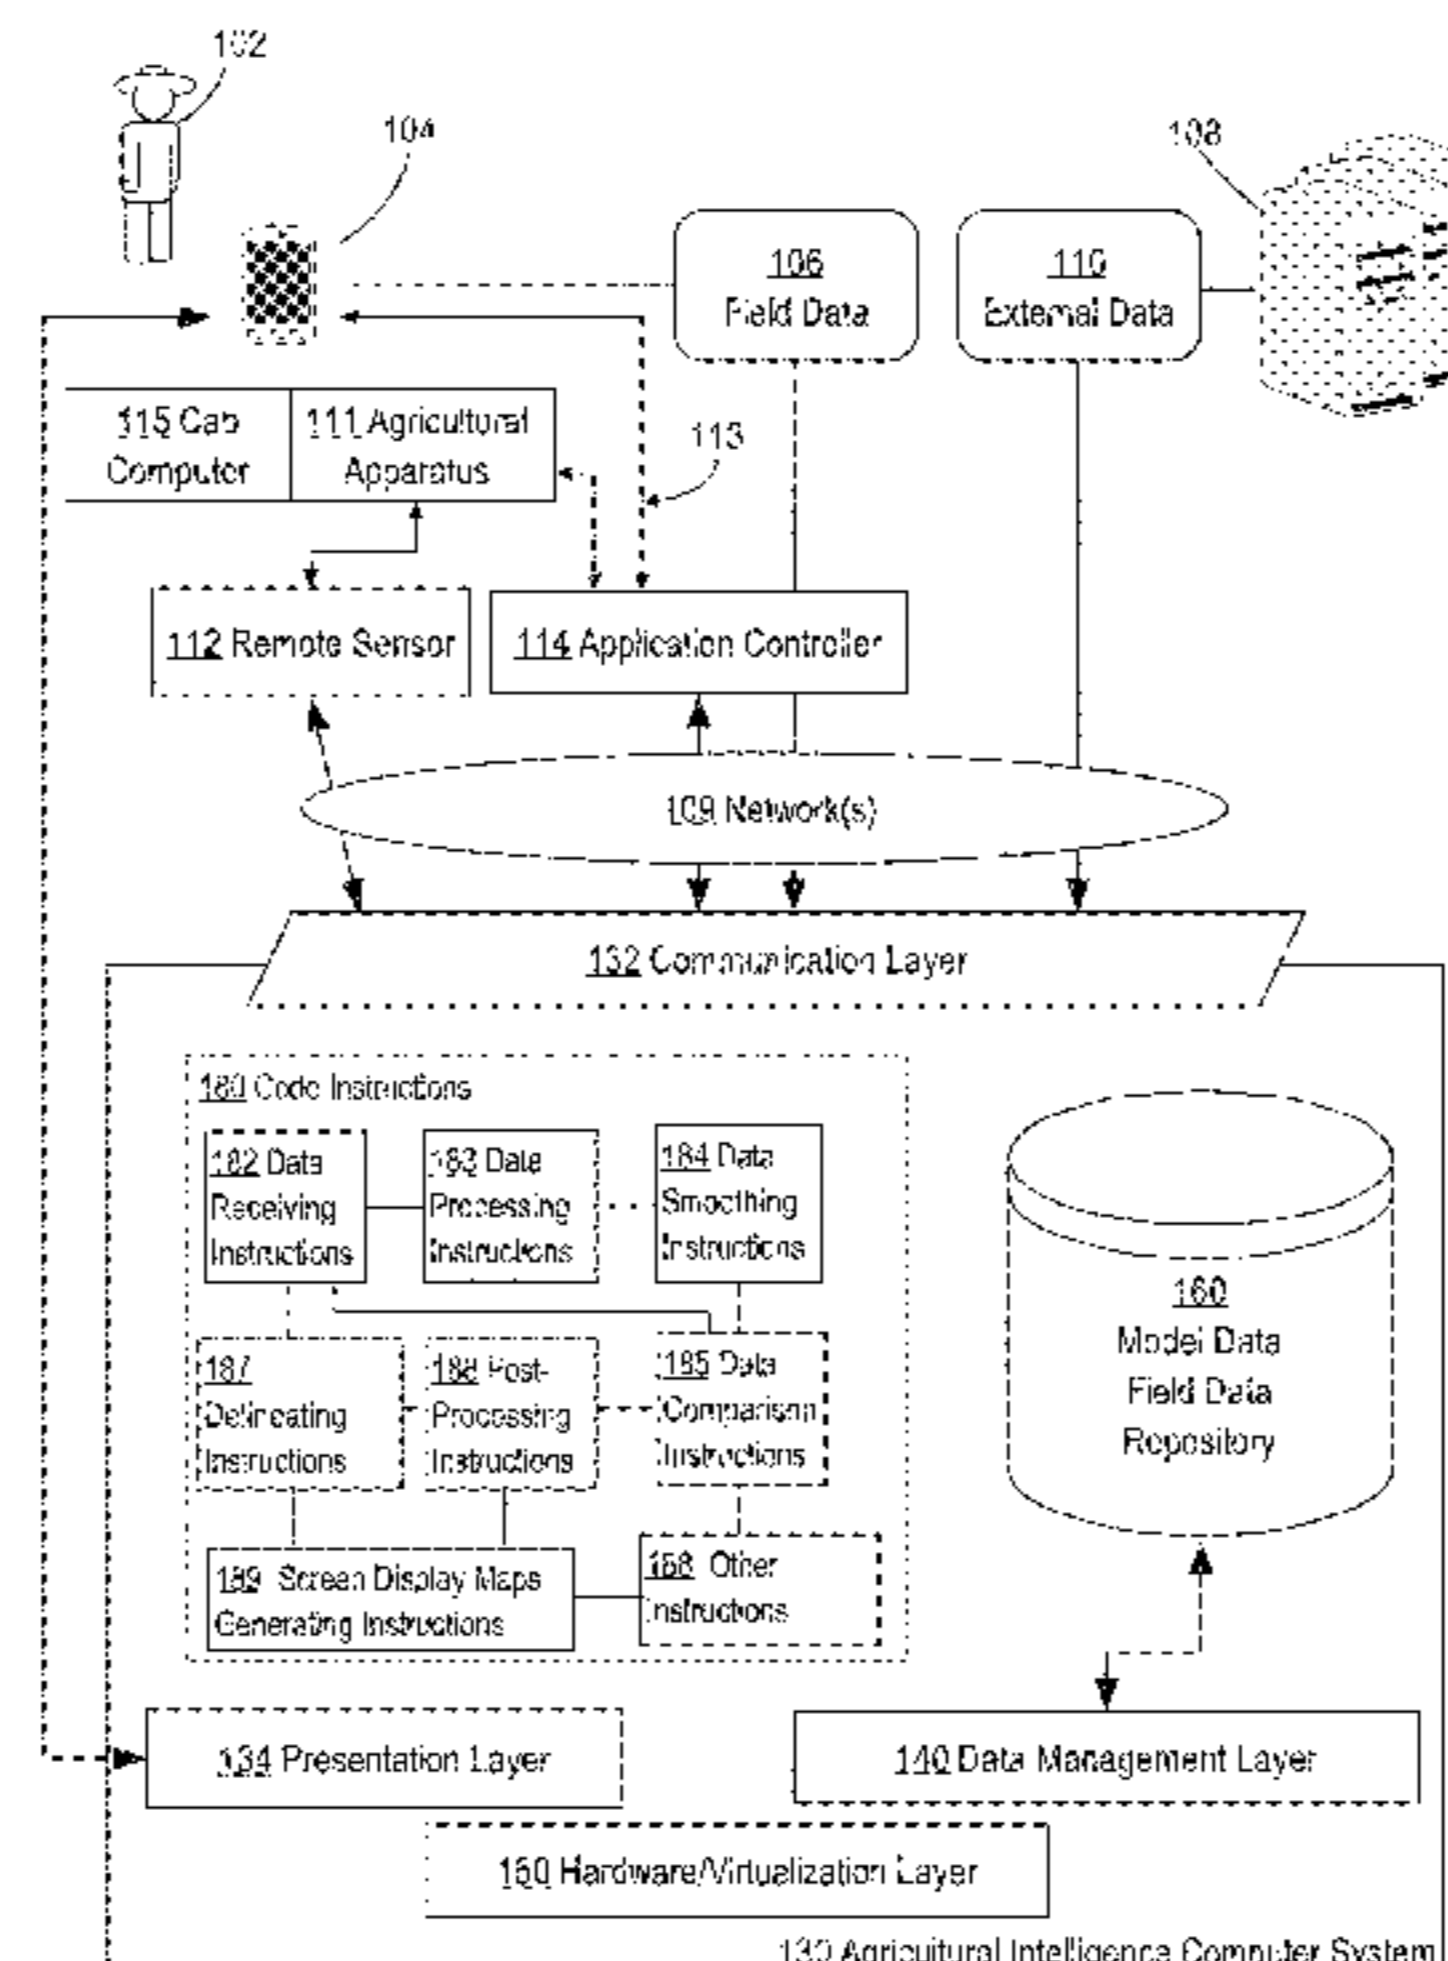 102
104
108
106
Field Data
110
External Data
115 Cab
Computer
111 Agricultural
Apparatus
113
112 Remote Sensor
114 Application Controller
109 Network(s)
132 Communication Layer
180 Code Instructions
182 Data
Receiving
Instructions
183 Data
Processing
Instructions
184 Data
Smoothing
Instructions
187
Delineating
Instructions
186 Post-
Processing
Instructions
185 Data
Comparison
Instructions
189 Screen Display Maps
Generating Instructions
188 Other
Instructions
160
Model Data
Field Data
Repository
134 Presentation Layer
140 Data Management Layer
150 Hardware/Virtualization Layer
130 Agricultural Intelligence Computer System